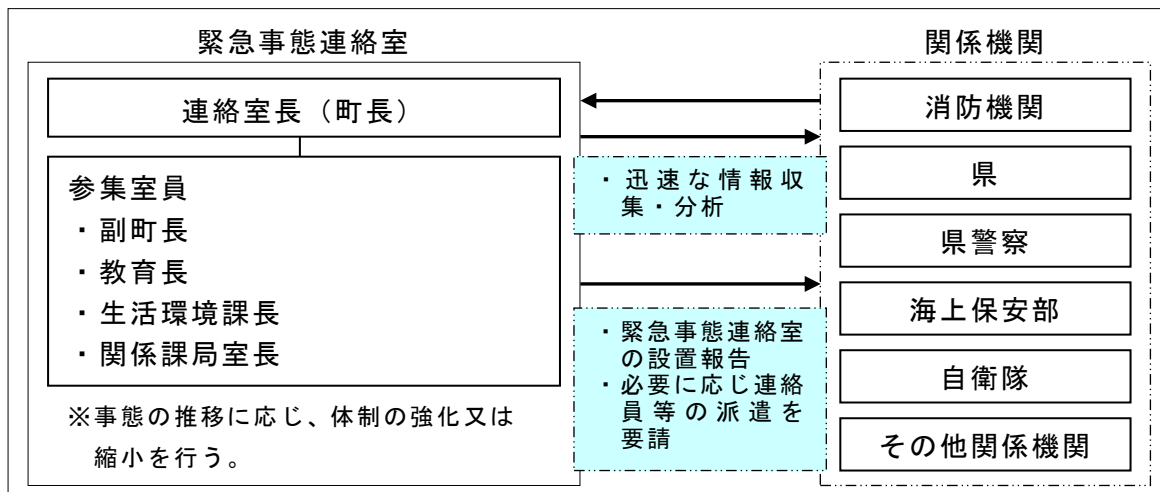 緊急事態連絡室
連絡室長（町長）
参集室員
・副町長
・教育長
・生活環境課長
・関係課局室長
※事態の推移に応じ、体制の強化又は
縮小を行う。
・迅速な情報収
集・分析
・緊急事態連絡室
の設置報告
・必要に応じ連絡
員等の派遣を
要請
関係機関
消防機関
県
県警察
海上保安部
自衛隊
その他関係機関